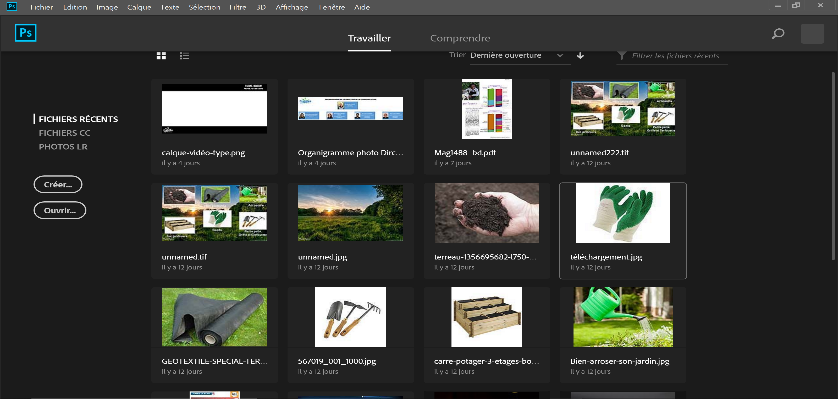 Ps Fichier Edition Image Calque Texte Sélection Filtre 3D Affichage Fenêtre Aide
Ps
Travailler Comprendre
Trier Dernière ouverture Filtrer les fichiers récents
FICHIERS RÉCENTS
FICHIERS CC
PHOTOS LR
Créer...
Ouvrir...
calque-vidéo-type.png
il y a 4 jours
Organigramme photo Dirc...
il y a 4 jours
Mag1488_bd.pdf
il y a 7 jours
unnamed222.tif
il y a 12 jours
unnamed.tif
il y a 12 jours
unnamed.jpg
il y a 12 jours
terreau-1356695682-1750-...
il y a 12 jours
téléchargement.jpg
il y a 12 jours
GEOTEXTILE-SPECIAL-TER...
il y a 12 jours
567019_001_1000.jpg
il y a 12 jours
carre-potager-3-etages-bo...
il y a 12 jours
Bien-arroser-son-jardin.jpg
il y a 12 jours